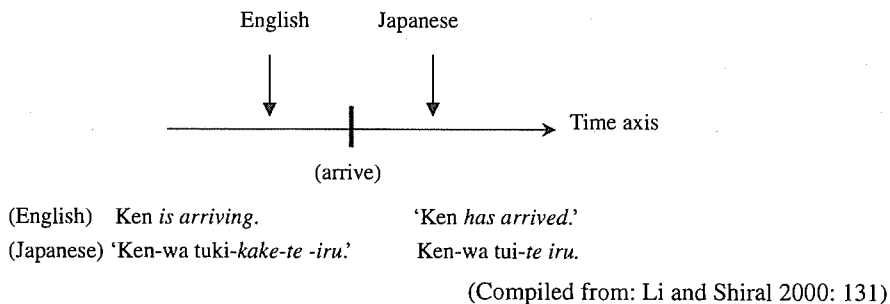 English Japanese
Time axis
(arrive)
(English) Ken is arriving. 'Ken has arrived.'
(Japanese) 'Ken-wa tuki-kake-te -iru.' Ken-wa tui-te iru.
(Compiled from: Li and Shiral 2000: 131)